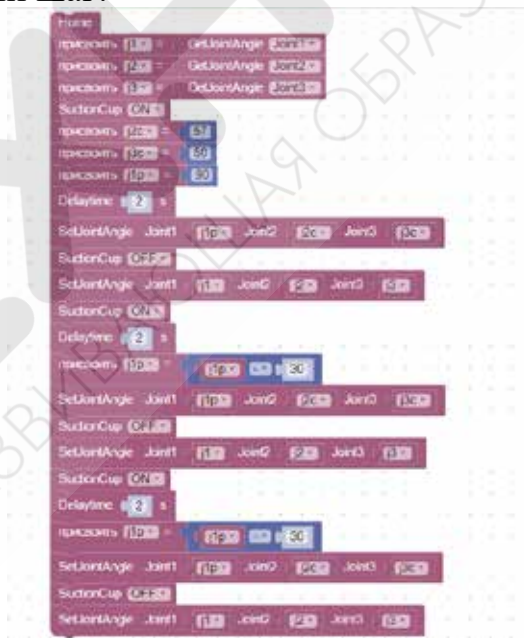 Home
присвоить j1 = GetJointAngle Joint1
присвоить j2 = GetJointAngle Joint2
присвоить j3 = GetJointAngle Joint3
SuctionCup ON
присвоить j2c =
присвоить j3c =
присвоить j1p =
Delaytime 2 s
SetJointAngle Joint1 j1p Joint2 j2c Joint3 j3c
SuctionCup OFF
SetJointAngle Joint1 j1 Joint2 j2 Joint3 j3
SuctionCup ON
Delaytime 2 s
присвоить j1p = j1p 30
SetJointAngle Joint1 j1p Joint2 j2c Joint3 j3c
SuctionCup OFF
SetJointAngle Joint1 j1 Joint2 j2 Joint3 j3
SuctionCup ON
Delaytime 2 s
присвоить j1p = j1p 30
SetJointAngle Joint1 j1p Joint2 j2c Joint3 j3c
SuctionCup OFF
SetJointAngle Joint1 j1 Joint2 j2 Joint3 j3